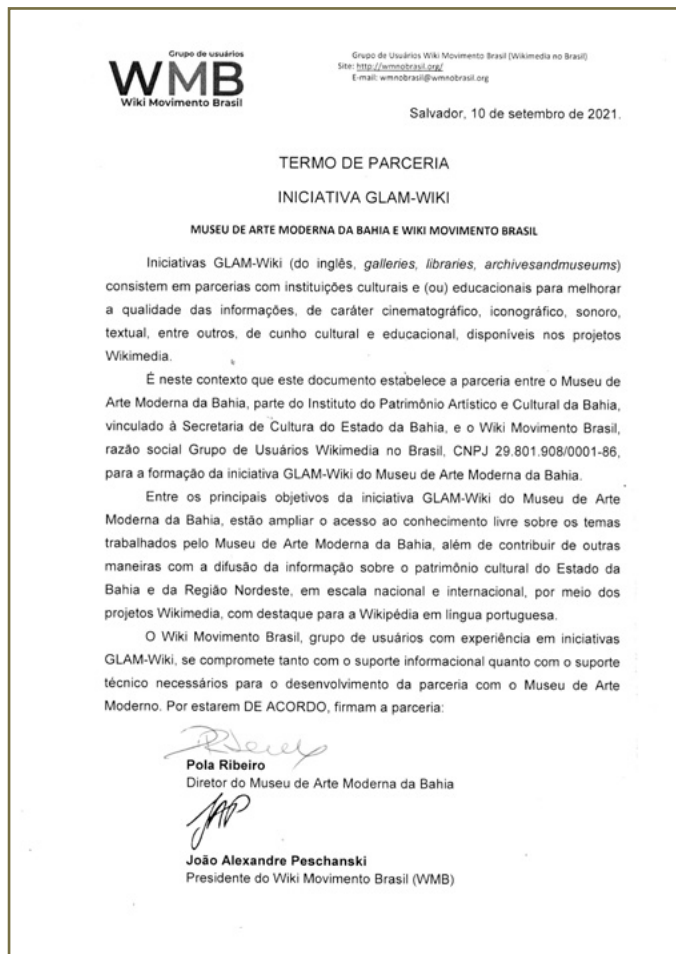 Grupo de usuários
WMB
Wiki Movimento Brasil
Grupo de Usuários Wiki Movimento Brasil (Wikimedia no Brasil)
Site: http://wmnobrasil.org/
E-mail: wmnobrasil@wmnobrasil.org
Salvador, 10 de setembro de 2021.
TERMO DE PARCERIA
INICIATIVA GLAM-WIKI
MUSEU DE ARTE MODERNA DA BAHIA E WIKI MOVIMENTO BRASIL
Iniciativas GLAM-Wiki (do inglês, galleries, libraries, archivesandmuseums)
consistem em parcerias com instituições culturais e (ou) educacionais para melhorar
a qualidade das informações, de caráter cinematográfico, iconográfico, sonoro,
textual, entre outros, de cunho cultural e educacional, disponíveis nos projetos
Wikimedia.
É neste contexto que este documento estabelece a parceria entre o Museu de
Arte Moderna da Bahia, parte do Instituto do Patrimônio Artístico e Cultural da Bahia,
vinculado à Secretaria de Cultura do Estado da Bahia, e o Wiki Movimento Brasil,
razão social Grupo de Usuários Wikimedia no Brasil, CNPJ 29.801.908/0001-86,
para a formação da iniciativa GLAM-Wiki do Museu de Arte Moderna da Bahia.
Entre os principais objetivos da iniciativa GLAM-Wiki do Museu de Arte
Moderna da Bahia, estão ampliar o acesso ao conhecimento livre sobre os temas
trabalhados pelo Museu de Arte Moderna da Bahia, além de contribuir de outras
maneiras com a difusão da informação sobre o patrimônio cultural do Estado da
Bahia e da Região Nordeste, em escala nacional e internacional, por meio dos
projetos Wikimedia, com destaque para a Wikipédia em língua portuguesa.
O Wiki Movimento Brasil, grupo de usuários com experiência em iniciativas
GLAM-Wiki, se compromete tanto com o suporte informacional quanto com o suporte
técnico necessários para o desenvolvimento da parceria com o Museu de Arte
Moderno. Por estarem DE ACORDO, firmam a parceria:
Pola Ribeiro
Diretor do Museu de Arte Moderna da Bahia
João Alexandre Peschanski
Presidente do Wiki Movimento Brasil (WMB)